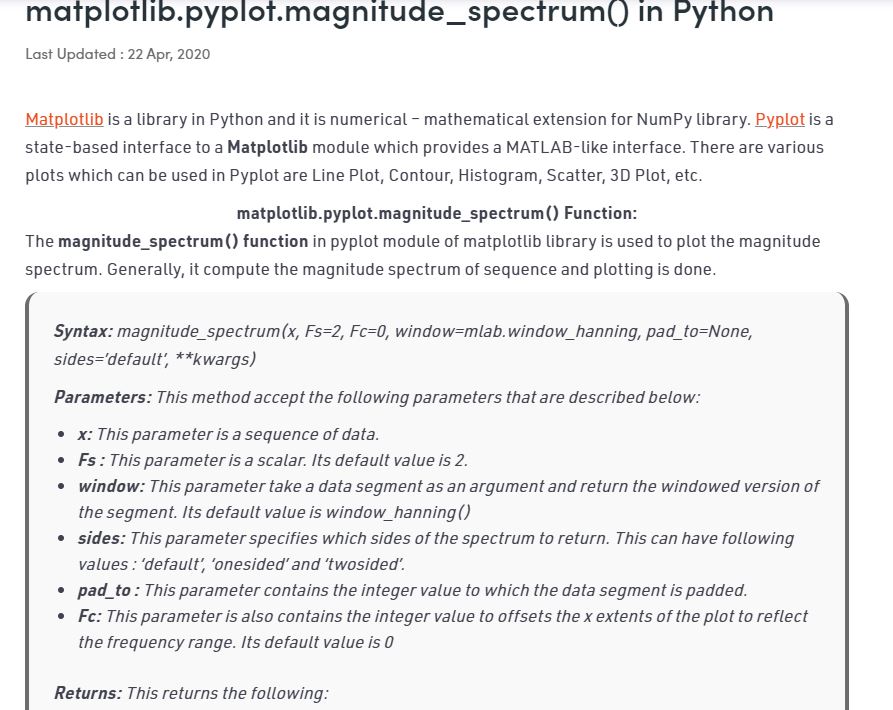 matplotlib.pyplot.magnitude_spectrum() in Python
Last Updated : 22 Apr, 2020
Matplotlib is a library in Python and it is numerical – mathematical extension for NumPy library. Pyplot is a
state-based interface to a Matplotlib module which provides a MATLAB-like interface. There are various
plots which can be used in Pyplot are Line Plot, Contour, Histogram, Scatter, 3D Plot, etc.
matplotlib.pyplot.magnitude_spectrum() Function:
The magnitude_spectrum() function in pyplot module of matplotlib library is used to plot the magnitude
spectrum. Generally, it compute the magnitude spectrum of sequence and plotting is done.
Syntax: magnitude_spectrum(x, Fs=2, Fc=0, window=mlab.window_hanning, pad_to=None,
sides='default', **kwargs)
Parameters: This method accept the following parameters that are described below:
• x: This parameter is a sequence of data.
• Fs : This parameter is a scalar. Its default value is 2.
• window: This parameter take a data segment as an argument and return the windowed version of
the segment. Its default value is window_hanning()
• sides: This parameter specifies which sides of the spectrum to return. This can have following
values : 'default', 'onesided' and 'twosided'.
• pad_to : This parameter contains the integer value to which the data segment is padded.
• Fc: This parameter is also contains the integer value to offsets the x extents of the plot to reflect
the frequency range. Its default value is 0
Returns: This returns the following: